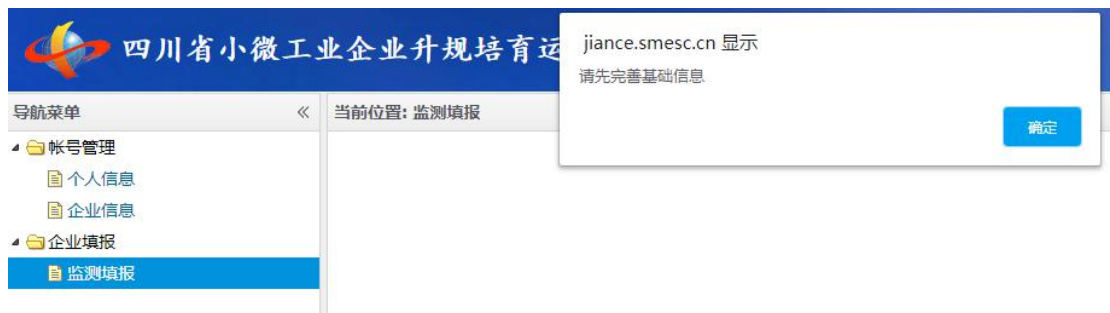 四川省小微工业企业升规培育运
jiance.smesc.cn 显示
请先完善基础信息
确定
导航菜单
当前位置: 监测填报
帐号管理
个人信息
企业信息
企业填报
监测填报